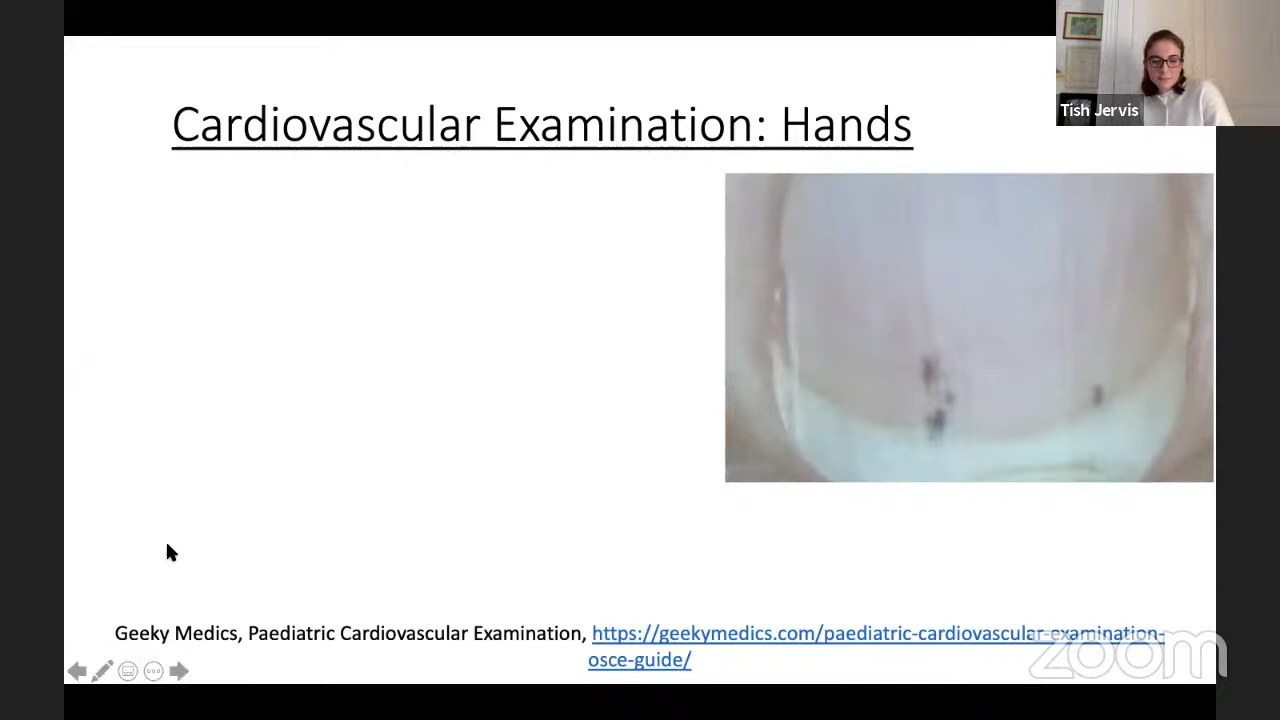 Tish Jervis
Cardiovascular Examination: Hands
Geeky Medics, Paediatric Cardiovascular Examination, https://geekymedics.com/paediatric-cardiovascular-examination-
osce-guide/
zoom